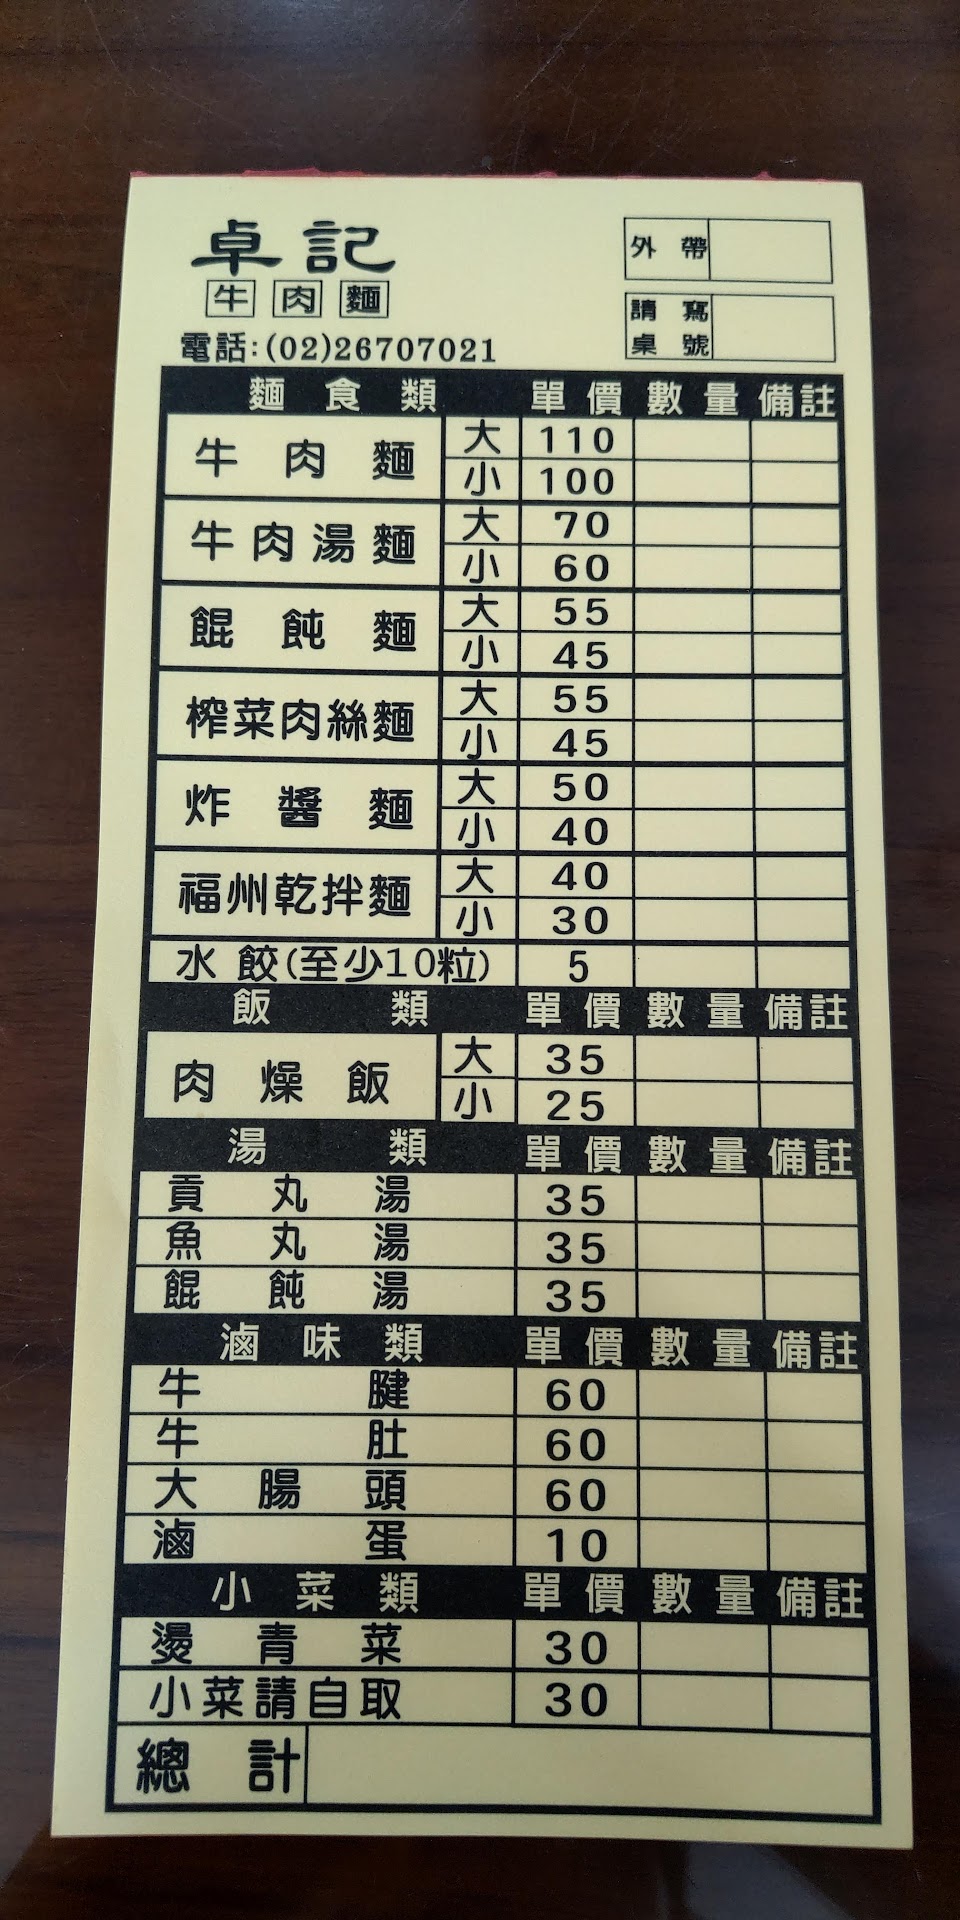 卓記
牛肉麵
電話:(02)26707021
外帶
請寫桌號
麵食類 單價 數量 備註
牛肉麵 大 110
小 100
牛肉湯麵 大 70
小 60
餛飩麵 大 55
小 45
榨菜肉絲麵 大 55
小 45
炸醬麵 大 50
小 40
福州乾拌麵 大 40
小 30
水餃(至少10粒) 5
飯類 單價 數量 備註
肉燥飯 大 35
小 25
湯類 單價 數量 備註
貢丸湯 35
魚丸湯 35
餛飩湯 35
滷味類 單價 數量 備註
牛腱 60
牛肚 60
大腸頭 60
滷蛋 10
小菜類 單價 數量 備註
燙青菜 30
小菜請自取 30
總計